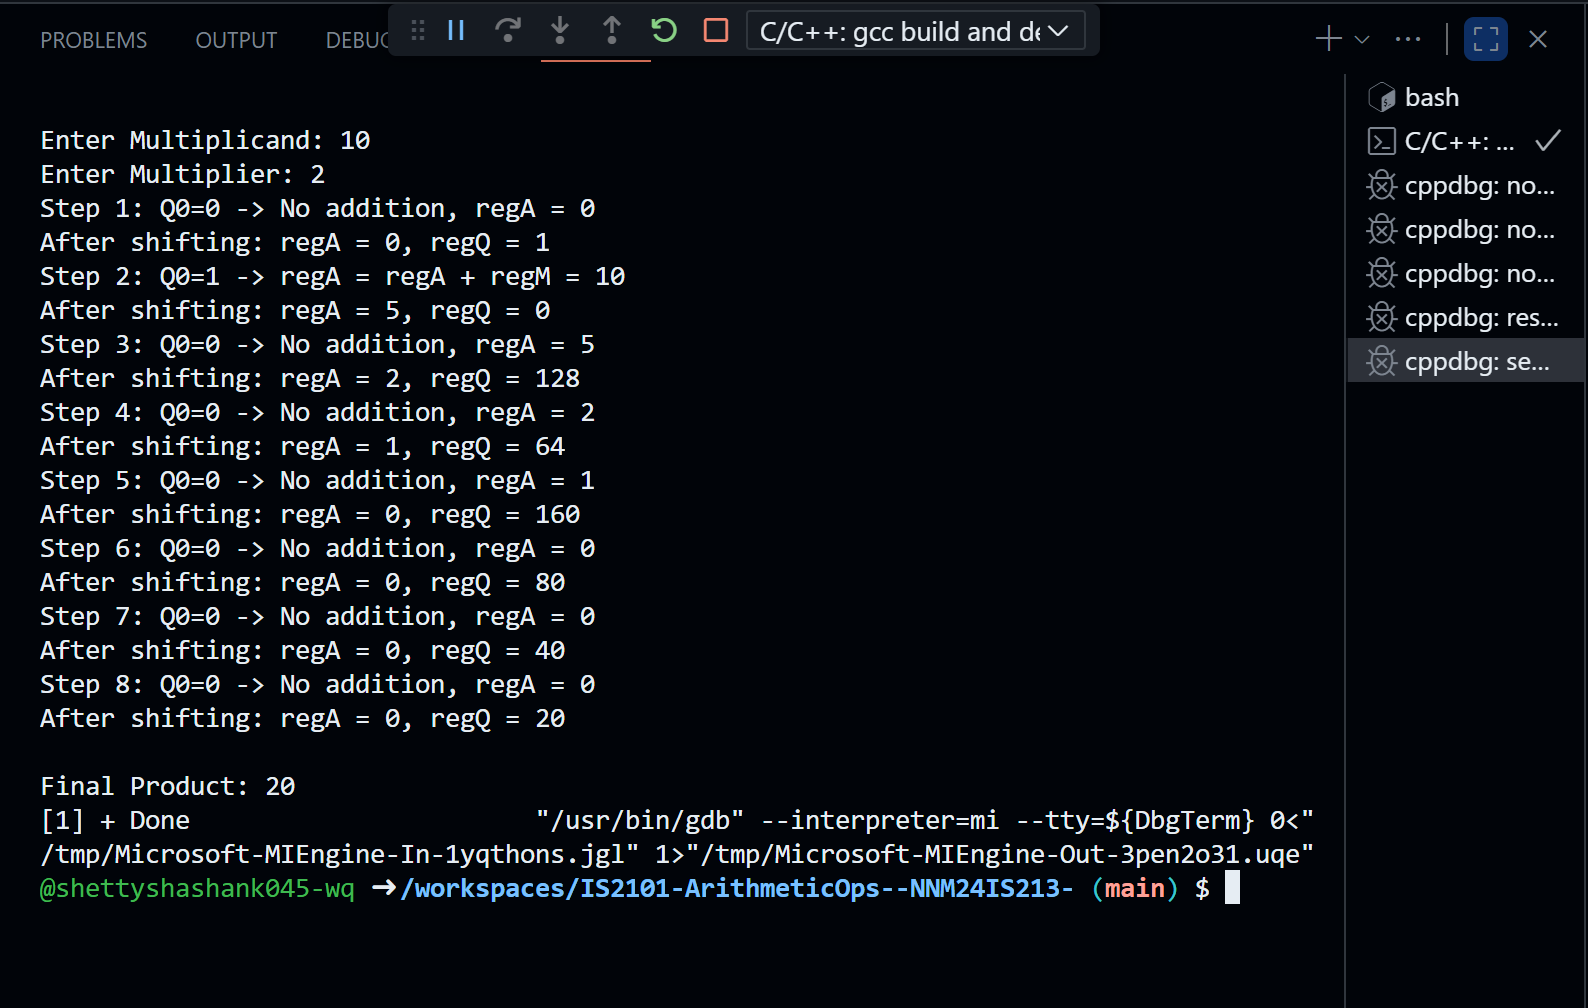 PROBLEMS OUTPUT DEBUG C/C++: gcc build and de
Enter Multiplicand: 10
Enter Multiplier: 2
Step 1: Q0=0 -> No addition, regA = 0
After shifting: regA = 0, regQ = 1
Step 2: Q0=1 -> regA = regA + regM = 10
After shifting: regA = 5, regQ = 0
Step 3: Q0=0 -> No addition, regA = 5
After shifting: regA = 2, regQ = 128
Step 4: Q0=0 -> No addition, regA = 2
After shifting: regA = 1, regQ = 64
Step 5: Q0=0 -> No addition, regA = 1
After shifting: regA = 0, regQ = 160
Step 6: Q0=0 -> No addition, regA = 0
After shifting: regA = 0, regQ = 80
Step 7: Q0=0 -> No addition, regA = 0
After shifting: regA = 0, regQ = 40
Step 8: Q0=0 -> No addition, regA = 0
After shifting: regA = 0, regQ = 20
Final Product: 20
[1] + Done "/usr/bin/gdb" --interpreter=mi --tty=${DbgTerm} 0<"
/tmp/Microsoft-MIEngine-In-1yqthons.jgl" 1>"/tmp/Microsoft-MIEngine-Out-3pen2o31.uqe"
@shettyshashank045-wq ➜/workspaces/IS2101-ArithmeticOps--NNM24IS213- (main) $
bash
C/C++: ...
cppdbg: no...
cppdbg: no...
cppdbg: no...
cppdbg: res...
cppdbg: se...